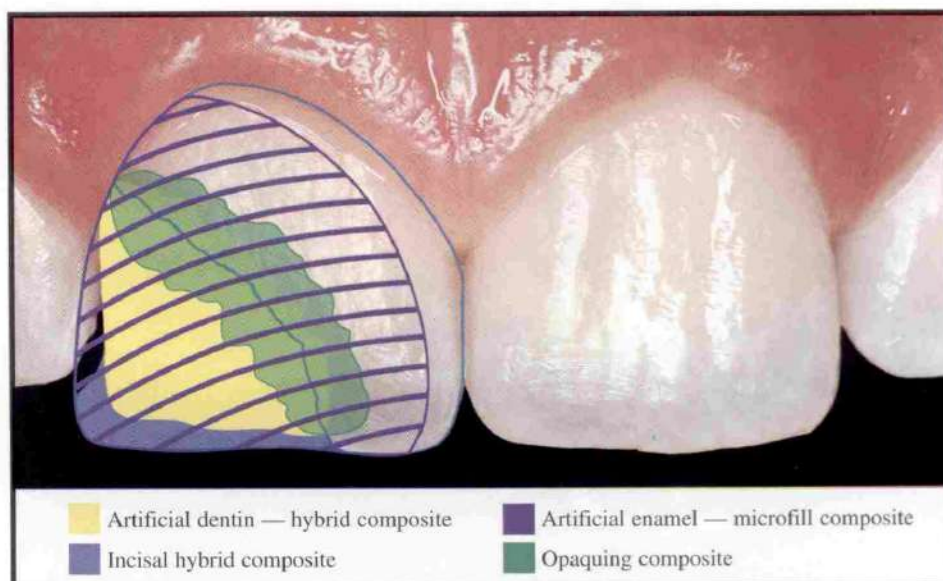 Artificial dentin — hybrid composite
Artificial enamel — microfill composite
Incisal hybrid composite
Opaquing composite